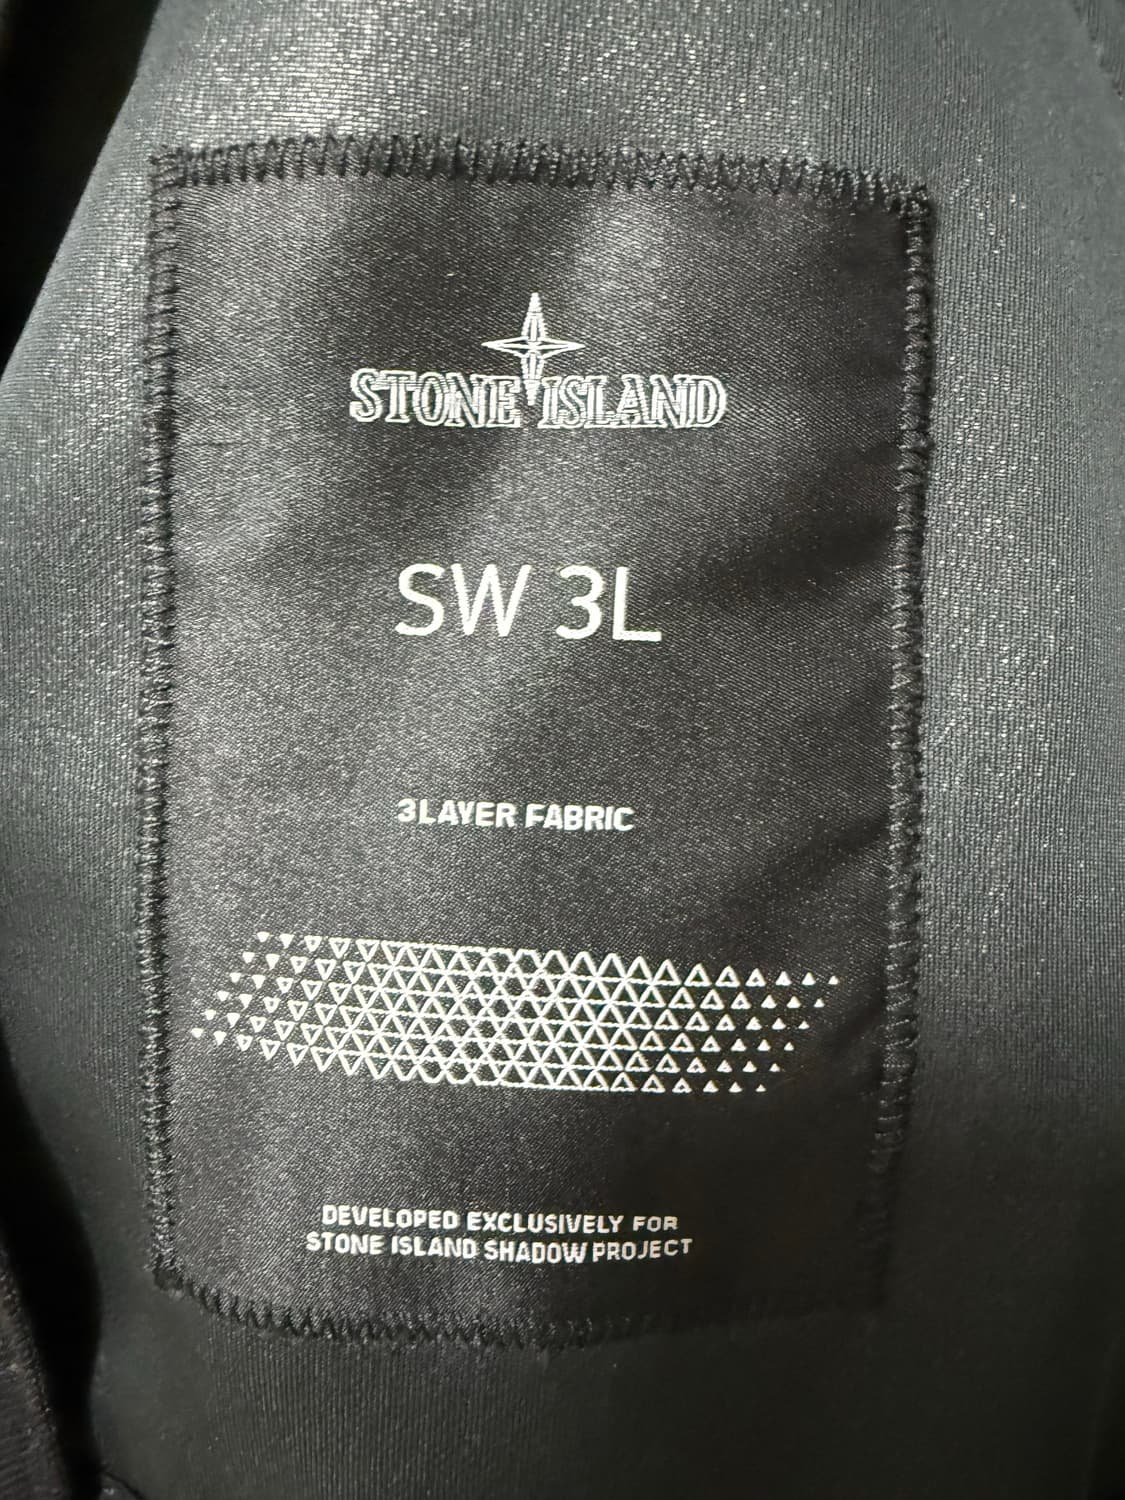 STONE ISLAND
SW 3L
3LAYER FABRIC
DEVELOPED EXCLUSIVELY FOR
STONE ISLAND SHADOW PROJECT